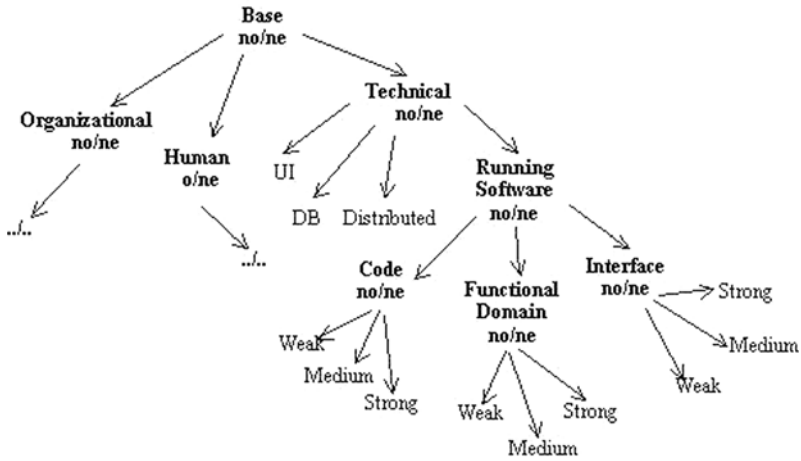 Base
no/ne
Organizational
no/ne
Human
o/ne
Technical
no/ne
../..
../..
UI
DB
Distributed
Running
Software
no/ne
Code
no/ne
Functional
Domain
no/ne
Interface
no/ne
Weak
Medium
Strong
Weak
Medium
Strong
Strong
Medium
Weak